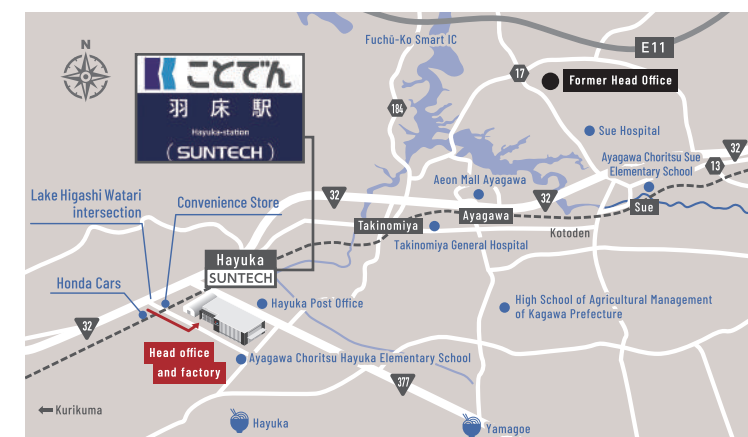 Fuchū-Ko Smart IC
E11
N
17
Former Head Office
ことでん
羽床駅
Hayuka-station
(SUNTECH)
184
Sue Hospital
32
Ayagawa Choritsu Sue
Elementary School
13
Aeon Mall Ayagawa
Lake Higashi Watari
intersection
Convenience Store
32
32
Ayagawa
Sue
Takinomiya
Kotoden
Takinomiya General Hospital
Hayuka
SUNTECH
Honda Cars
Hayuka Post Office
High School of Agricultural Management
of Kagawa Prefecture
32
Head office
and factory
Ayagawa Choritsu Hayuka Elementary School
377
Kurikuma
Hayuka
Yamagoe